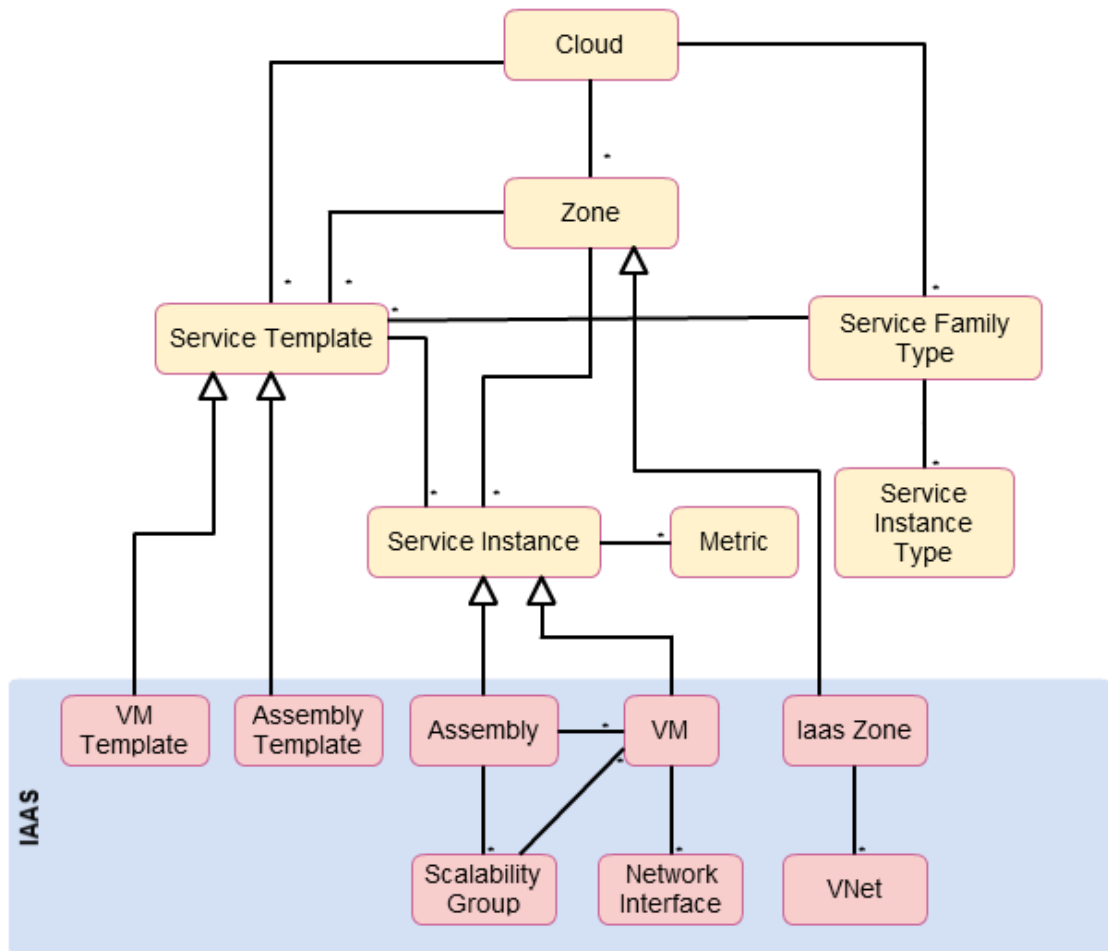 Cloud
*
Zone
*
*
*
*
Service Template
Service Family
Type
*
*
*
Service
Instance
Type
Service Instance
*
Metric
VM
Template
Assembly
Template
Assembly
*
VM
*
Iaas Zone
IAAS
*
*
*
Scalability
Group
Network
Interface
VNet